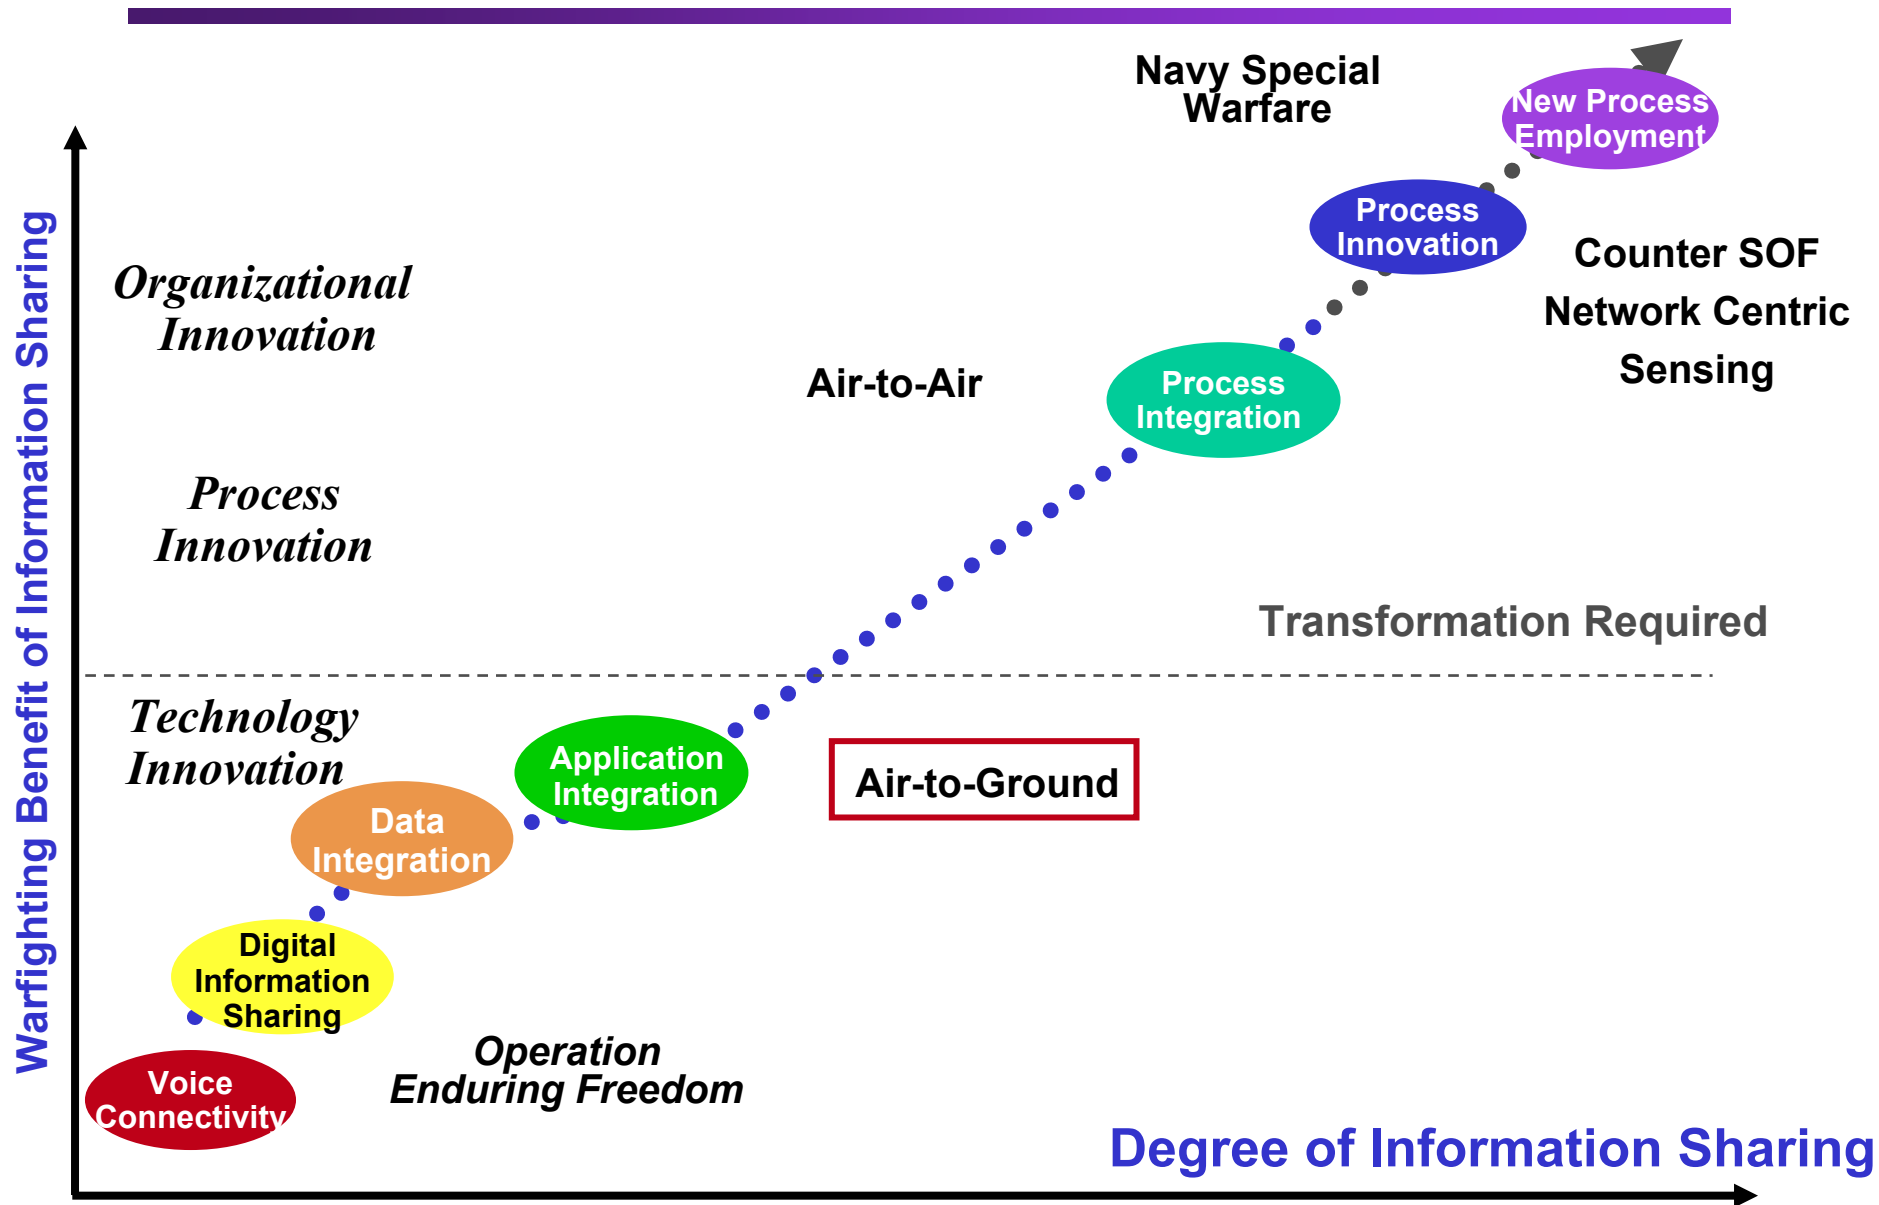 Navy Special
Warfare
New Process
Employment
Process
Innovation
Counter SOF
Network Centric
Sensing
Organizational
Innovation
Air-to-Air
Process
Integration
Process
Innovation
Transformation Required
Technology
Innovation
Application
Integration
Air-to-Ground
Data
Integration
Digital
Information
Sharing
Operation
Enduring Freedom
Voice
Connectivity
Warfighting Benefit of Information Sharing
Degree of Information Sharing